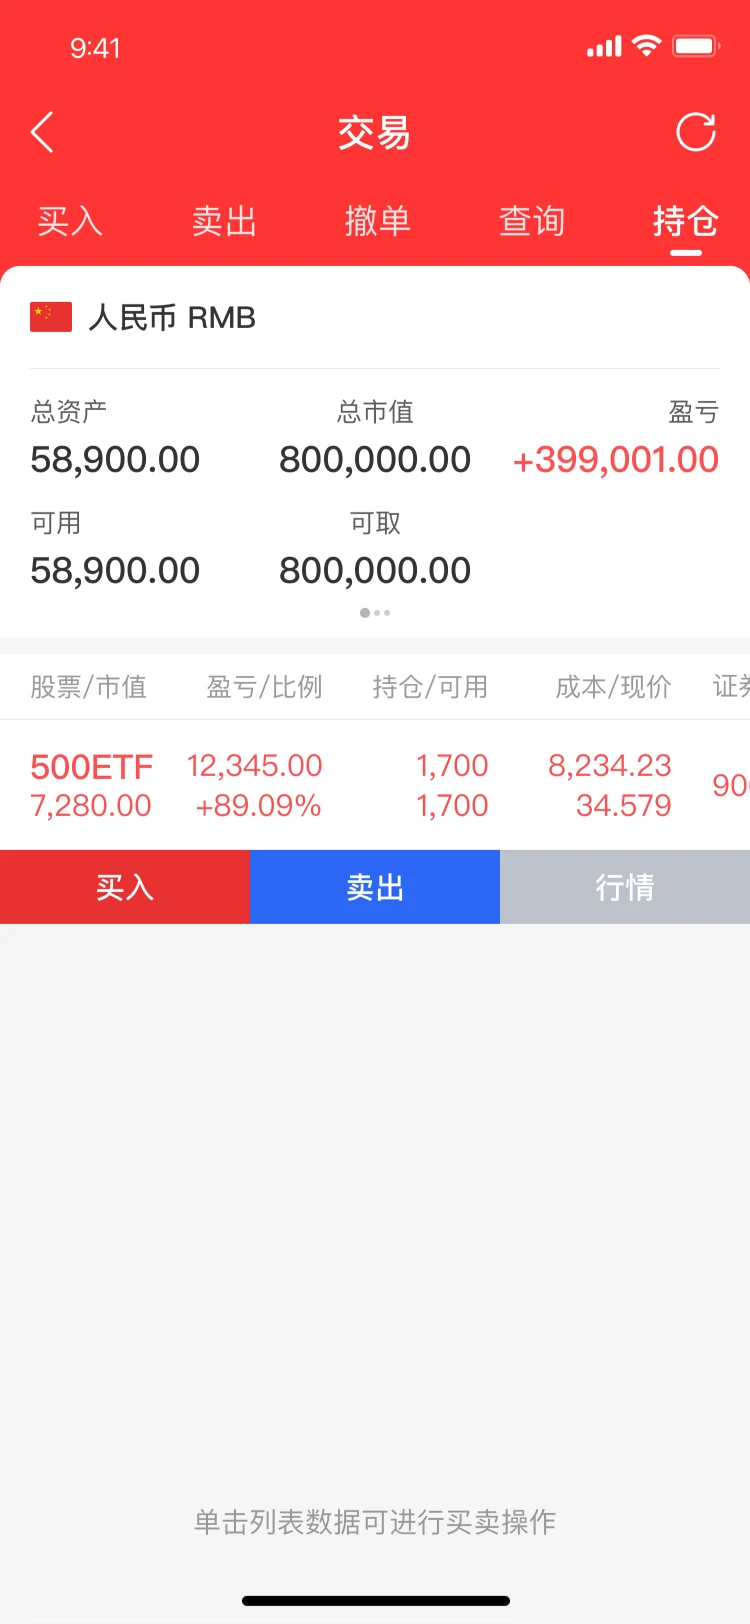 9:41
交易
买入 卖出 撤单 查询 持仓
人民币 RMB
总资产 总市值 盈亏
58,900.00 800,000.00 +399,001.00
可用 可取
58,900.00 800,000.00
股票/市值 盈亏/比例 持仓/可用 成本/现价 证券
500ETF 12,345.00 1,700 8,234.23
7,280.00 +89.09% 1,700 34.579
90
买入 卖出 行情
单击列表数据可进行买卖操作